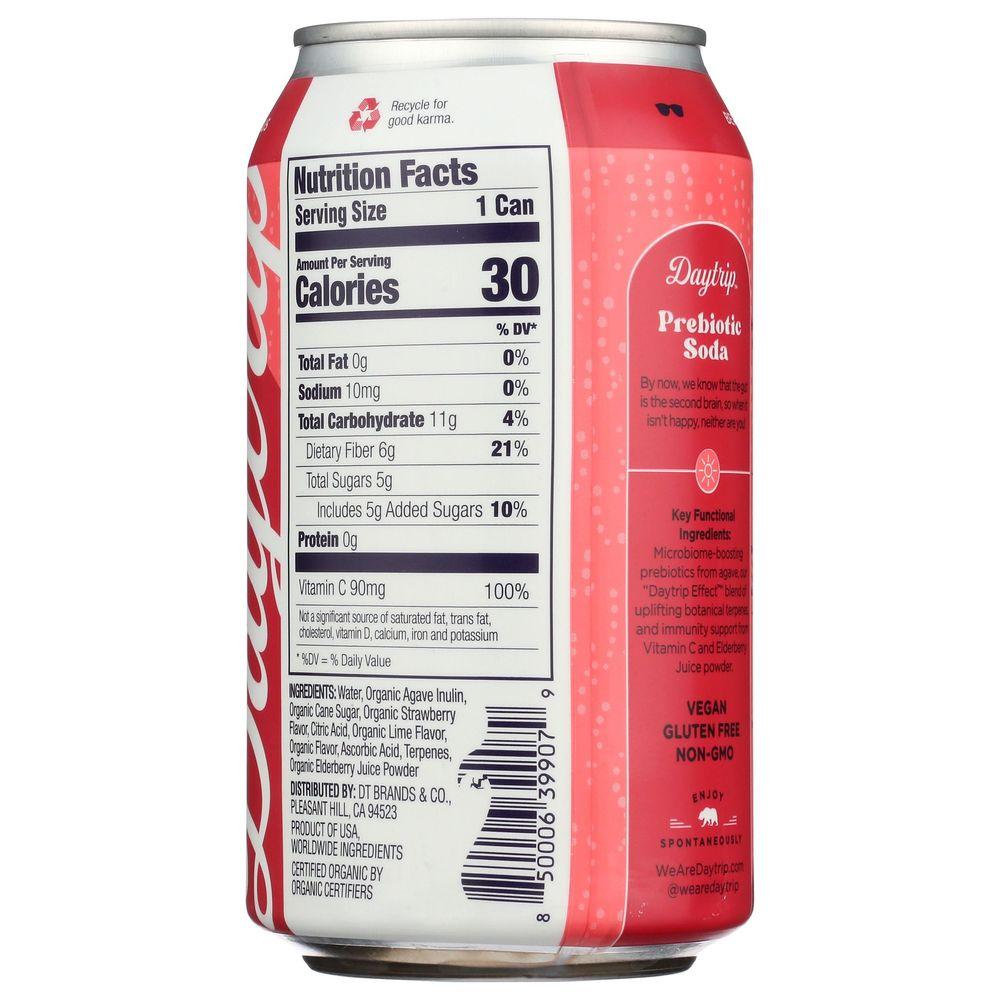 Recycle for
good karma.
Nutrition Facts
Serving Size 1 Can
Amount Per Serving
Calories 30
% DV*
Total Fat 0g 0%
Sodium 10mg 0%
Total Carbohydrate 11g 4%
Dietary Fiber 6g 21%
Total Sugars 5g
Includes 5g Added Sugars 10%
Protein 0g
Vitamin C 90mg 100%
Not a significant source of saturated fat, trans fat,
cholesterol, vitamin D, calcium, iron and potassium
* %DV = % Daily Value
INGREDIENTS: Water, Organic Agave Inulin,
Organic Cane Sugar, Organic Strawberry
Flavor, Citric Acid, Organic Lime Flavor,
Organic Flavor, Ascorbic Acid, Terpenes,
Organic Elderberry Juice Powder
DISTRIBUTED BY: DT BRANDS & CO.,
PLEASANT HILL, CA 94523
PRODUCT OF USA,
WORLDWIDE INGREDIENTS
CERTIFIED ORGANIC BY
ORGANIC CERTIFIERS
8 50006 39907 9
Daytrip
Daytrip™
Prebiotic
Soda
By now, we know that the gut
is the second brain, so when it
isn't happy, neither are you!
Key Functional
Ingredients:
Microbiome-boosting
prebiotics from agave, our
"Daytrip Effect™" blend of
uplifting botanical terpenes,
and immunity support from
Vitamin C and Elderberry
Juice powder.
VEGAN
GLUTEN FREE
NON-GMO
ENJOY
SPONTANEOUSLY
WeAreDaytrip.com
@weareday.trip